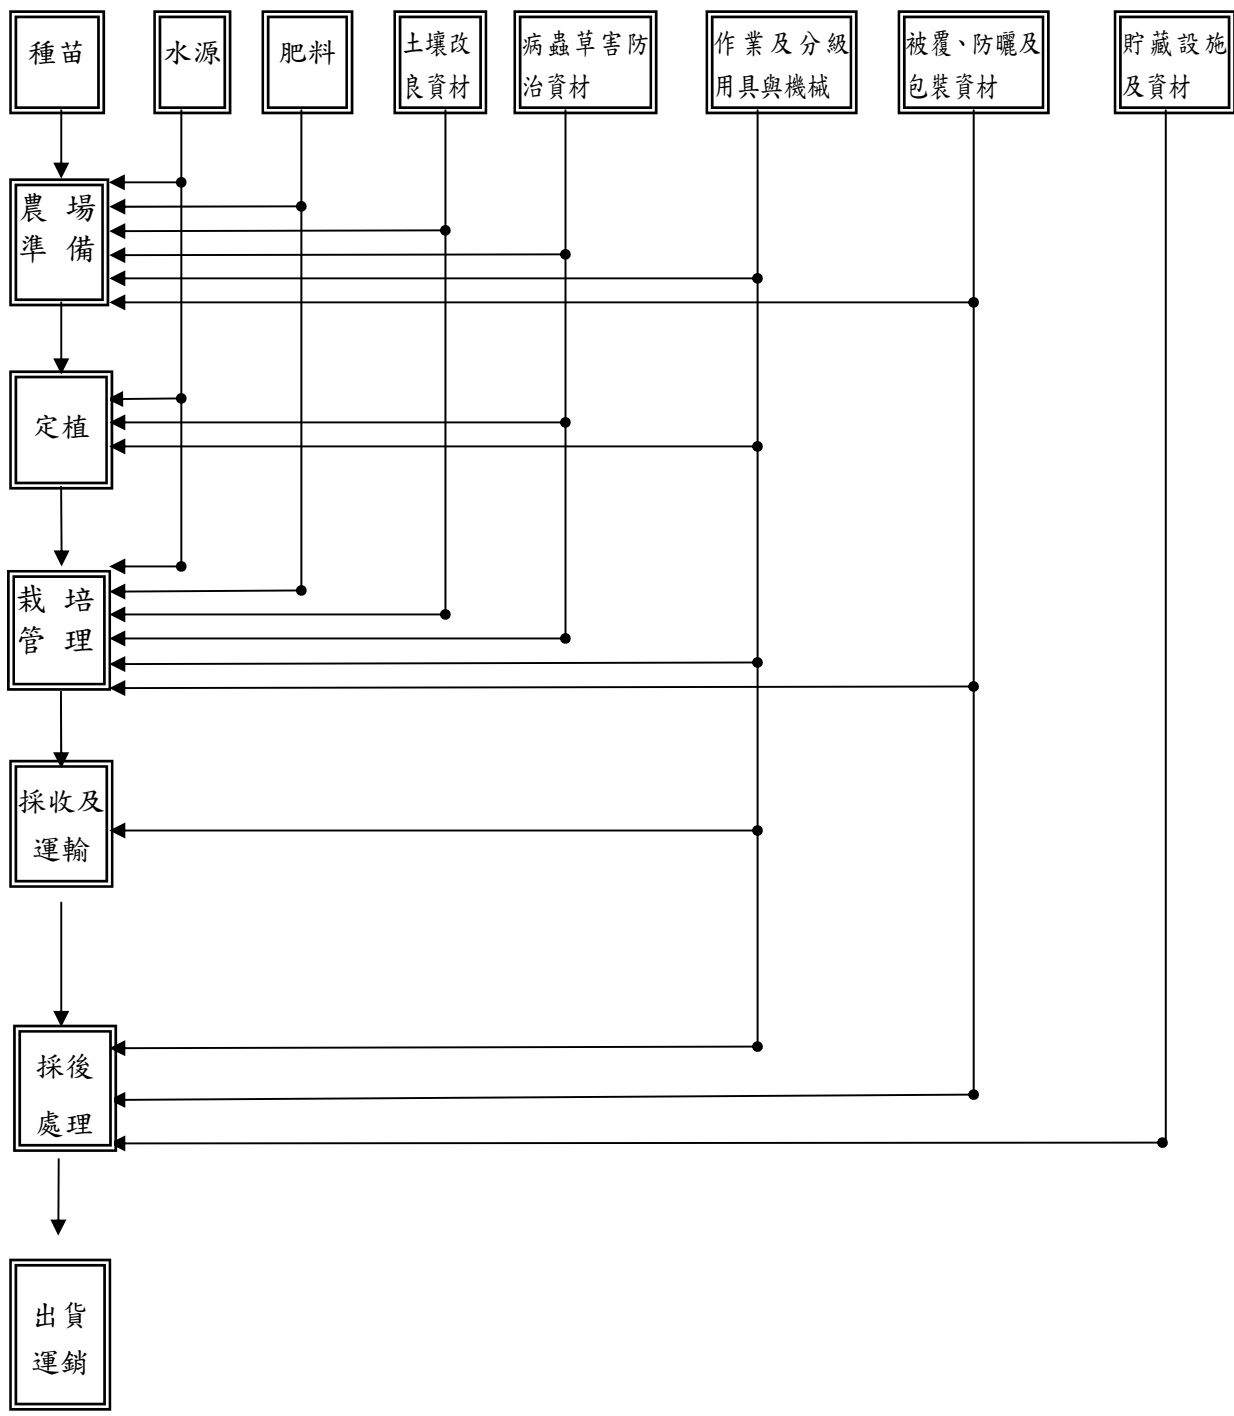 種苗
水源
肥料
土壤改
良資材
病蟲草害防
治資材
作業及分級
用具與機械
被覆、防曬及
包裝資材
貯藏設施
及資材
農場
準備
定植
栽培
管理
採收及
運輸
採後
處理
出貨
運銷